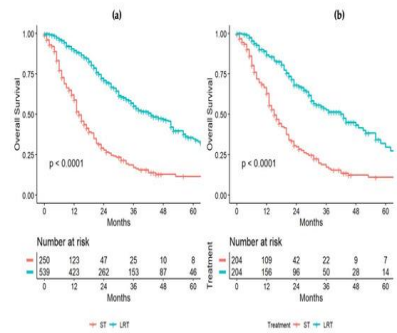 (a)
Overall Survival
1.00
0.75
0.50
0.25
0.00
p < 0.0001
0 12 24 36 48 60
Months
Number at risk
250 123 47 25 10 8
539 423 262 153 87 46
0 12 24 36 48 60
Months
ST LRT
(b)
Overall Survival
1.00
0.75
0.50
0.25
0.00
p < 0.0001
0 12 24 36 48 60
Months
Number at risk
Treatment
204 109 42 22 9 7
204 156 96 50 28 14
0 12 24 36 48 60
Months
Treatment ST LRT